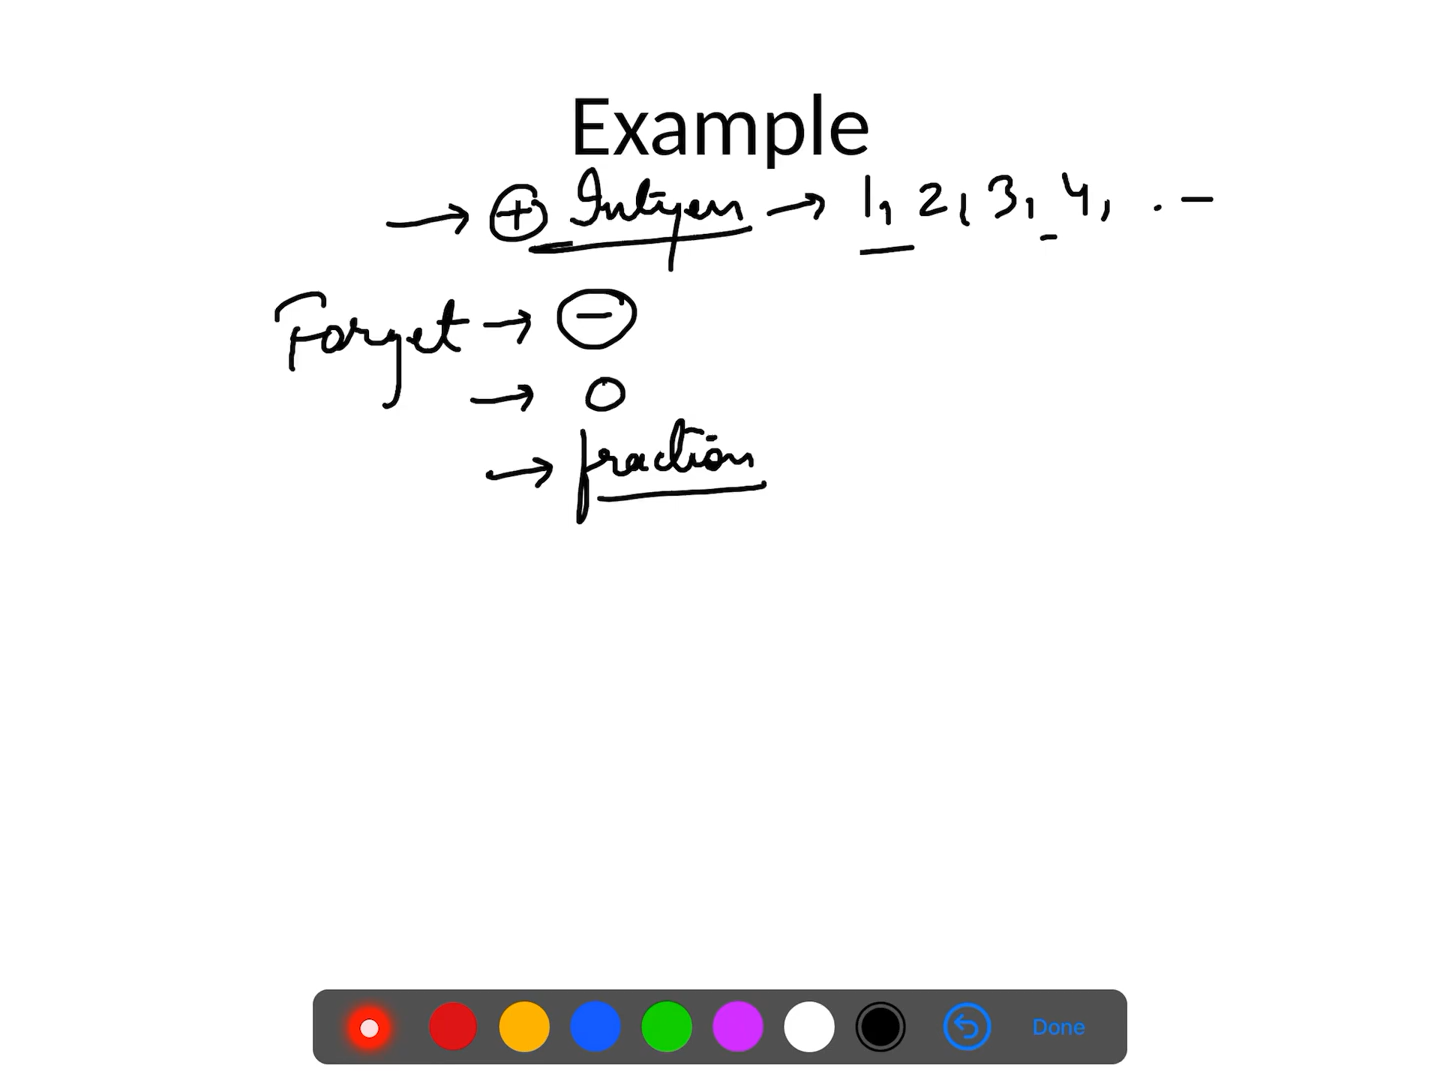 Example
→ ⊕ Integers → 1, 2, 3, 4, . –
Forget → ⊖
→ 0
→ fraction
Done